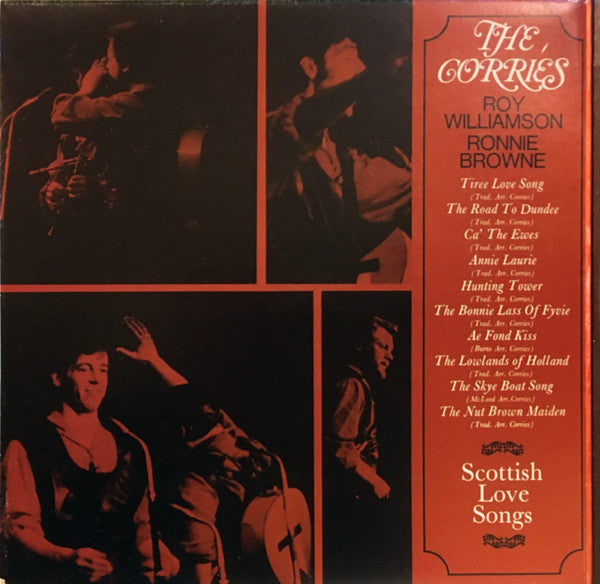 THE
CORRIES
ROY
WILLIAMSON
RONNIE
BROWNE
Tiree Love Song
(Trad. Arr. Corries)
The Road To Dundee
(Trad. Arr. Corries)
Ca' The Ewes
(Trad. Arr. Corries)
Annie Laurie
(Trad. Arr. Corries)
Hunting Tower
(Trad. Arr. Corries)
The Bonnie Lass Of Fyvie
(Trad. Arr. Corries)
Ae Fond Kiss
(Burns Arr. Corries)
The Lowlands of Holland
(Trad. Arr. Corries)
The Skye Boat Song
(McLeod Arr. Corries)
The Nut Brown Maiden
(Trad. Arr. Corries)
Scottish
Love
Songs